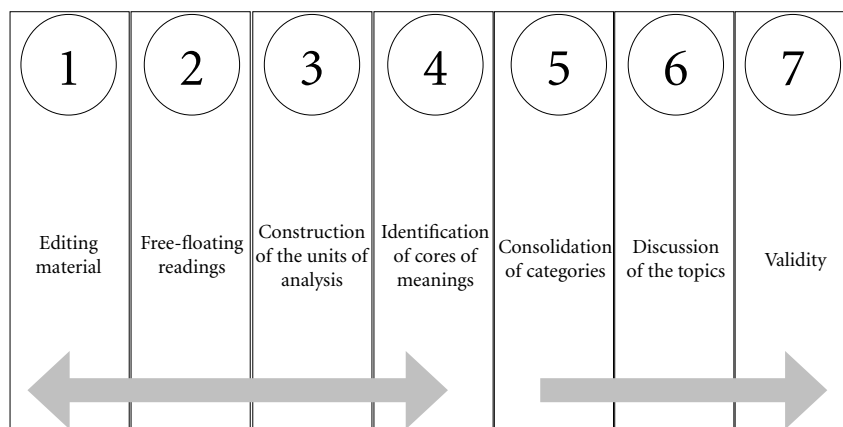 1
2
3
4
5
6
7
Editing
material
Free-floating
readings
Construction
of the units of
analysis
Identification
of cores of
meanings
Consolidation
of categories
Discussion
of the topics
Validity